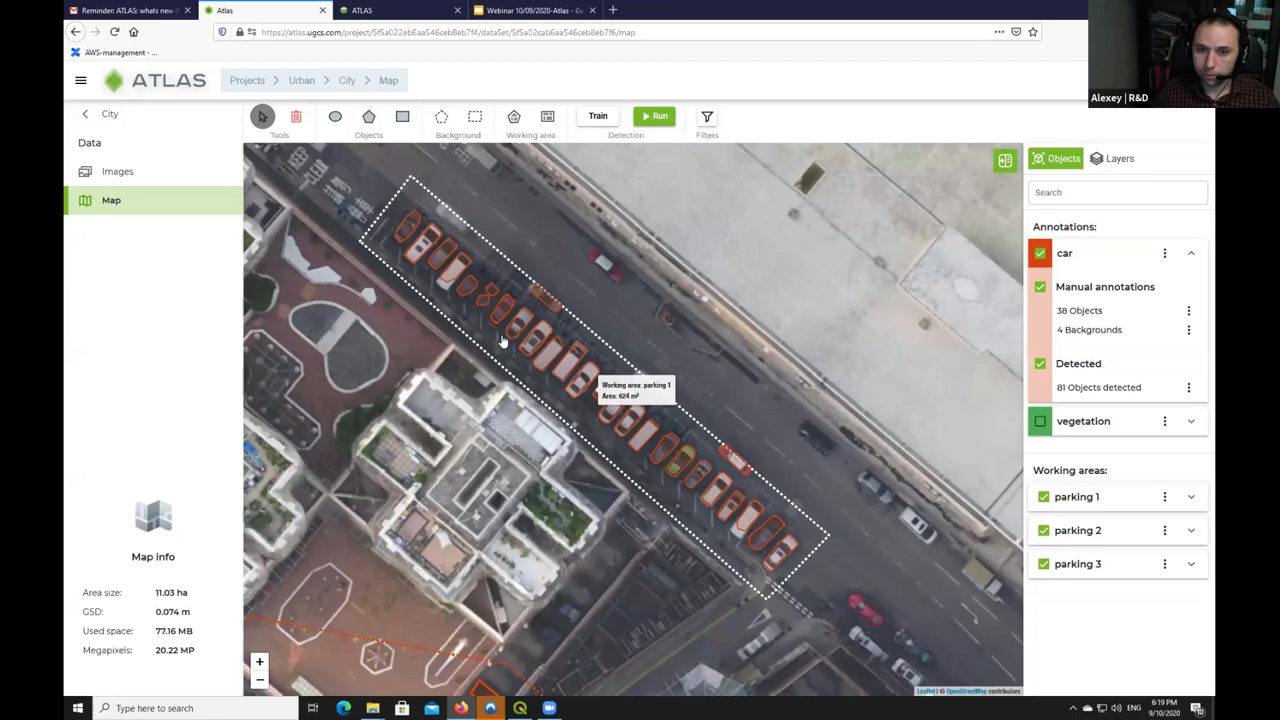 Reminder: ATLAS: whats new (
Atlas
ATLAS
Webinar 10/09/2020-Atlas - Go
https://atlas.ugcs.com/project/5f5a022eb6aa546ceb8eb7f4/dataSet/5f5a02cab6aa546ceb8eb7f6/map
AWS-management - ...
Alexey | R&D
ATLAS
Projects > Urban > City > Map
City
Tools
Objects
Background
Working area
Train
Run
Detection
Filters
Data
Images
Map
Map info
Area size: 11.03 ha
GSD: 0.074 m
Used space: 77.16 MB
Megapixels: 20.22 MP
Working area: parking 1
Area: 624 m²
+
−
Leaflet | © OpenStreetMap contributors
Objects
Layers
Search
Annotations:
car
Manual annotations
38 Objects
4 Backgrounds
Detected
81 Objects detected
vegetation
Working areas:
parking 1
parking 2
parking 3
Type here to search
ENG
6:19 PM
9/10/2020